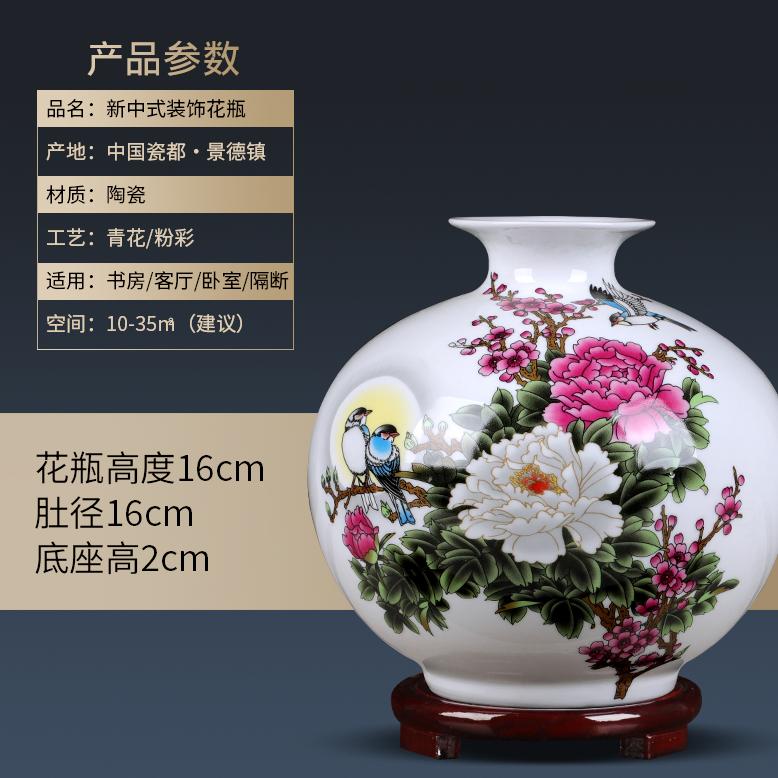 产品参数
品名：新中式装饰花瓶
产地：中国瓷都·景德镇
材质：陶瓷
工艺：青花/粉彩
适用：书房/客厅/卧室/隔断
空间：10-35㎡（建议）
花瓶高度16cm
肚径16cm
底座高2cm